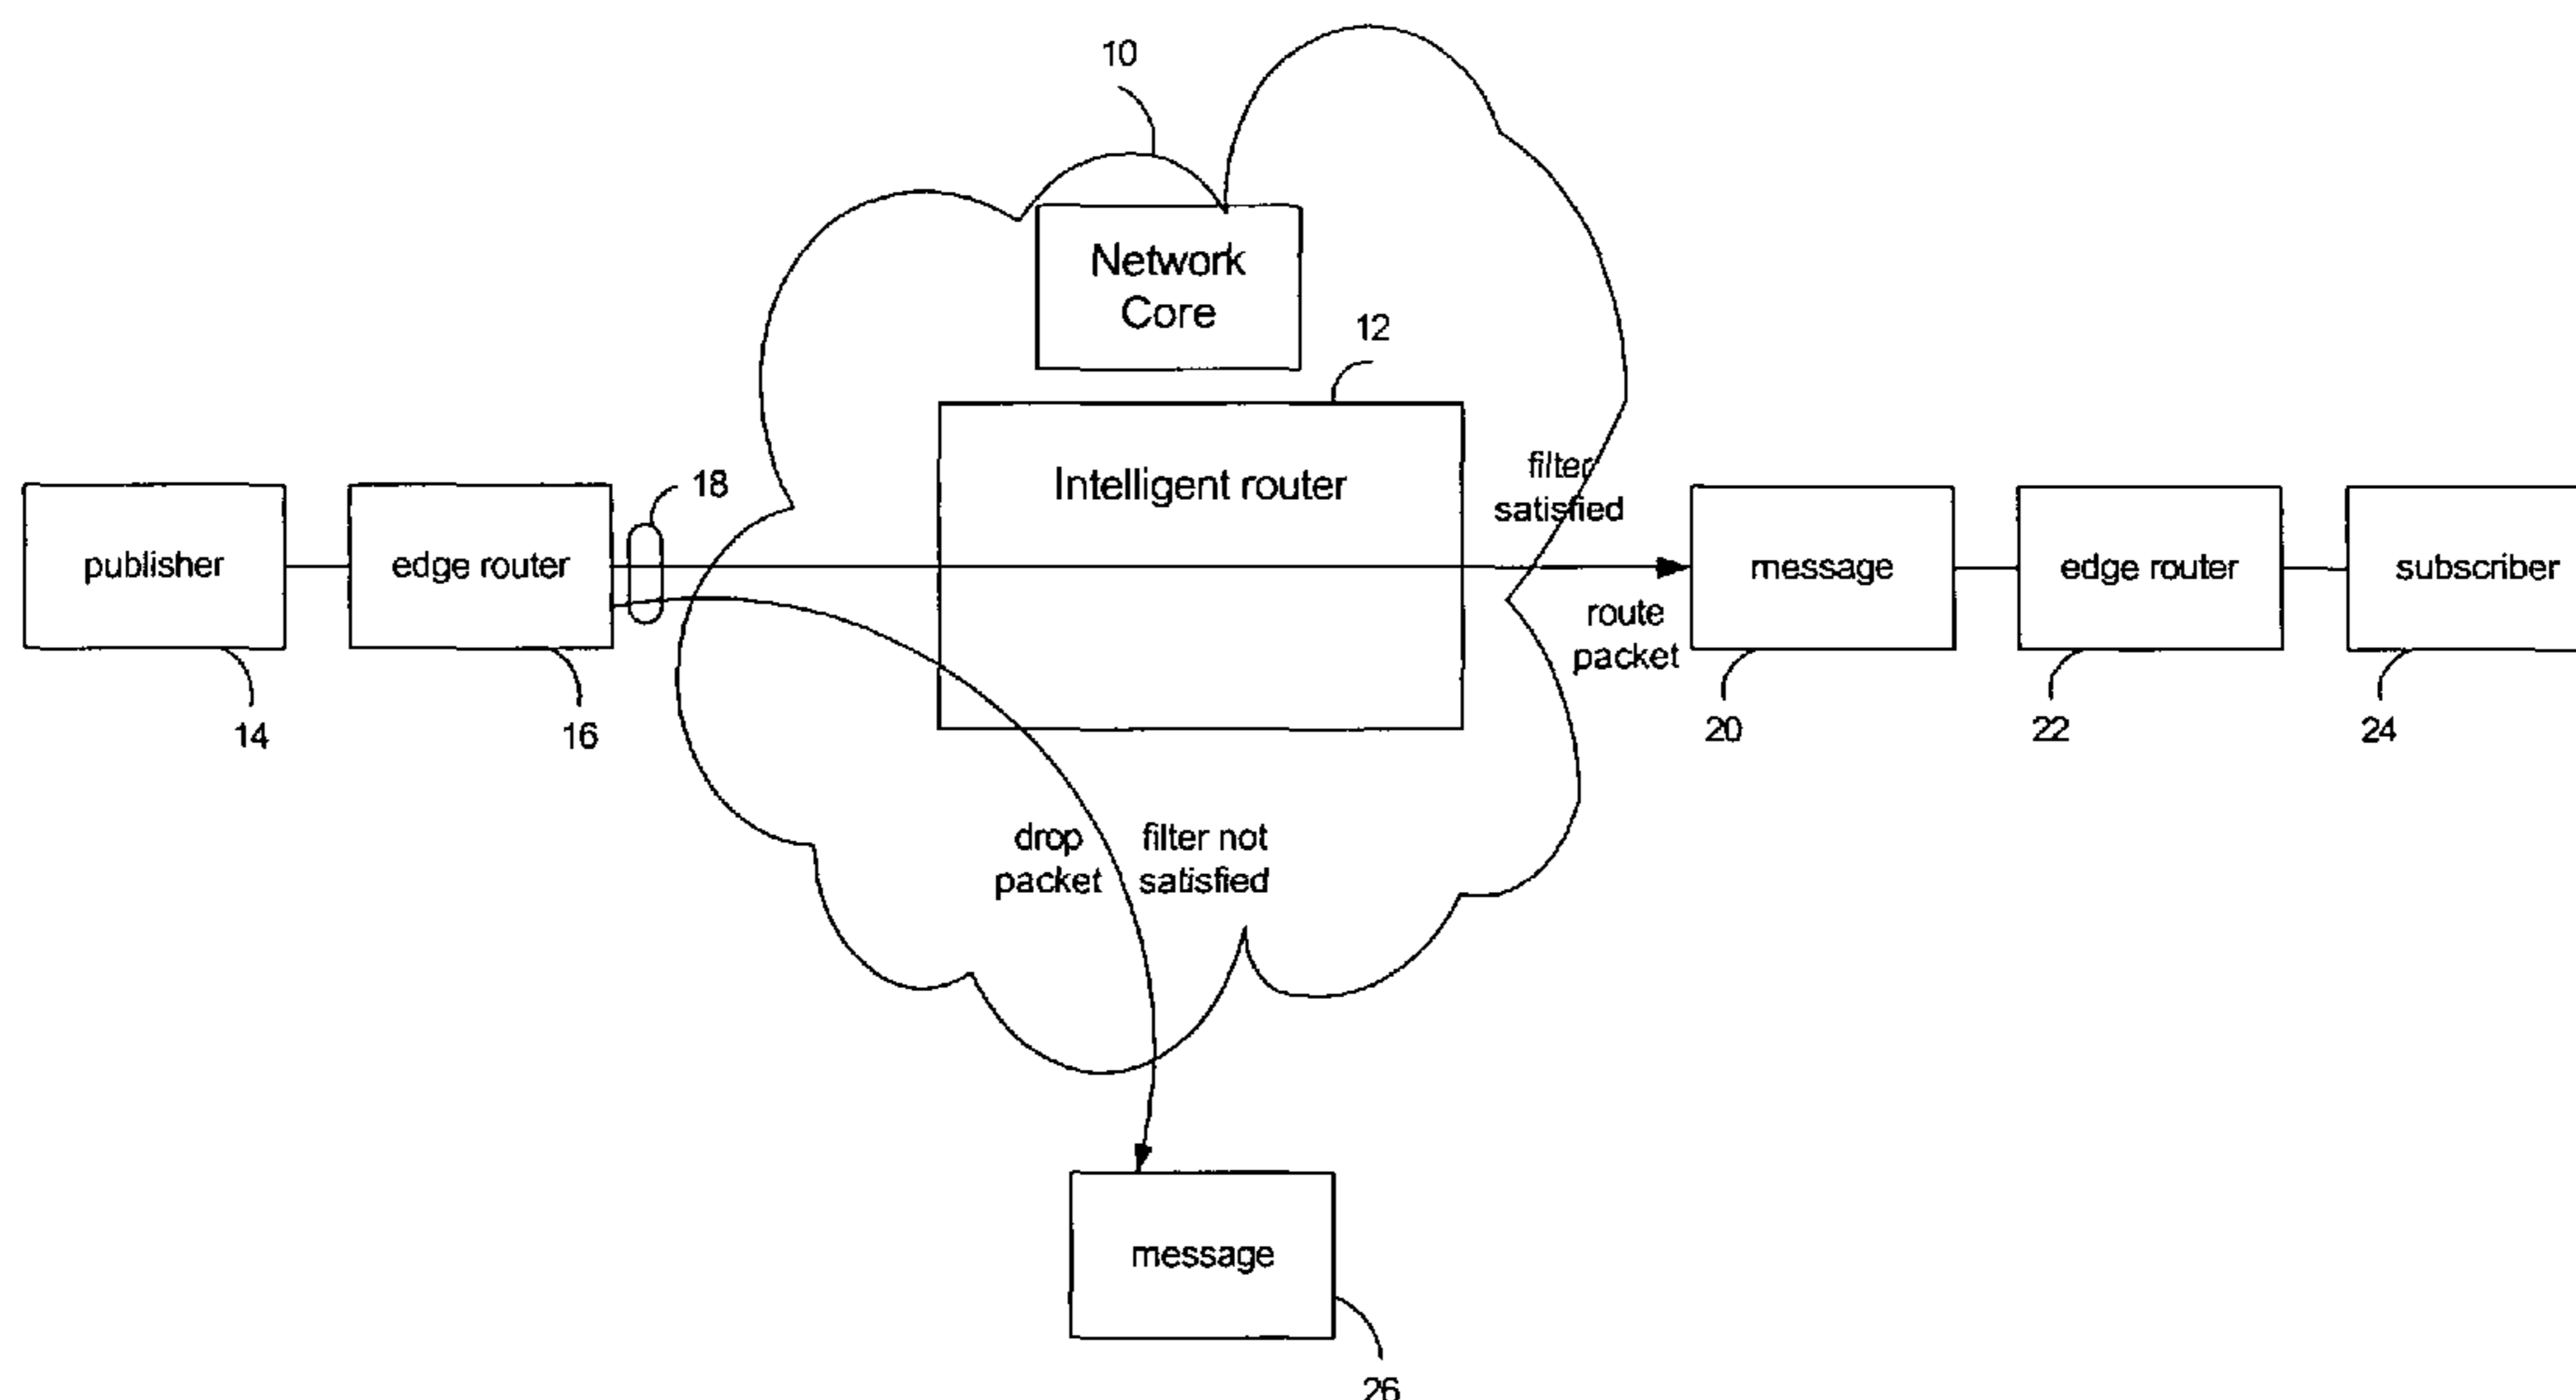 10
Network
Core
12
Intelligent router
filter
satisfied
18
publisher
edge router
message
edge router
subscriber
route
packet
14
16
20
22
24
drop
packet
filter not
satisfied
message
26